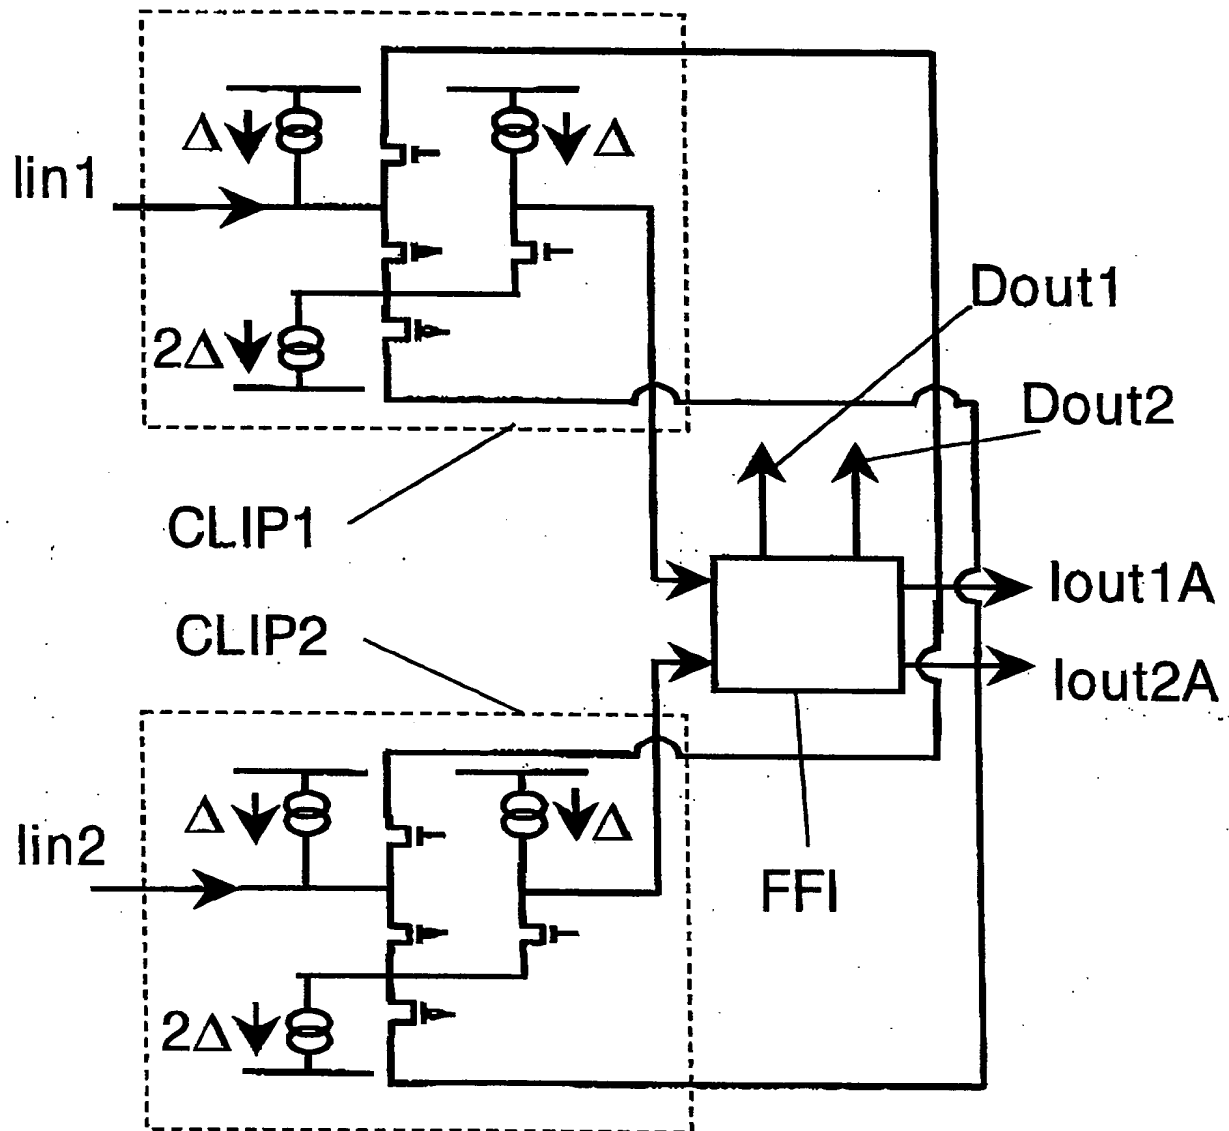 Δ
Δ
Iin1
2Δ
Dout1
Dout2
CLIP1
Iout1A
CLIP2
Iout2A
Δ
Δ
Iin2
FFI
2Δ